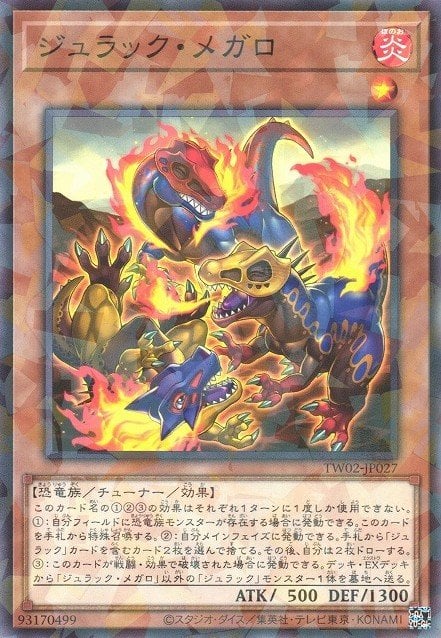 ジュラック・メガロ
ほのお
炎
TW02-JP027
【恐竜族／チューナー／効果】
このカード名の①②③の効果はそれぞれ1ターンに1度しか使用できない。
①：自分フィールドに恐竜族モンスターが存在する場合に発動できる。このカード
を手札から特殊召喚する。②：自分メインフェイズに発動できる。手札から「ジュ
ラック」カードを含むカード2枚を選んで捨てる。その後、自分は2枚ドローする。
③：このカードが戦闘・効果で破壊された場合に発動できる。デッキ・EXデッキ
から「ジュラック・メガロ」以外の「ジュラック」モンスター1体を墓地へ送る。
ATK/ 500 DEF/1300
93170499
©スタジオ・ダイス／集英社・テレビ東京・KONAMI